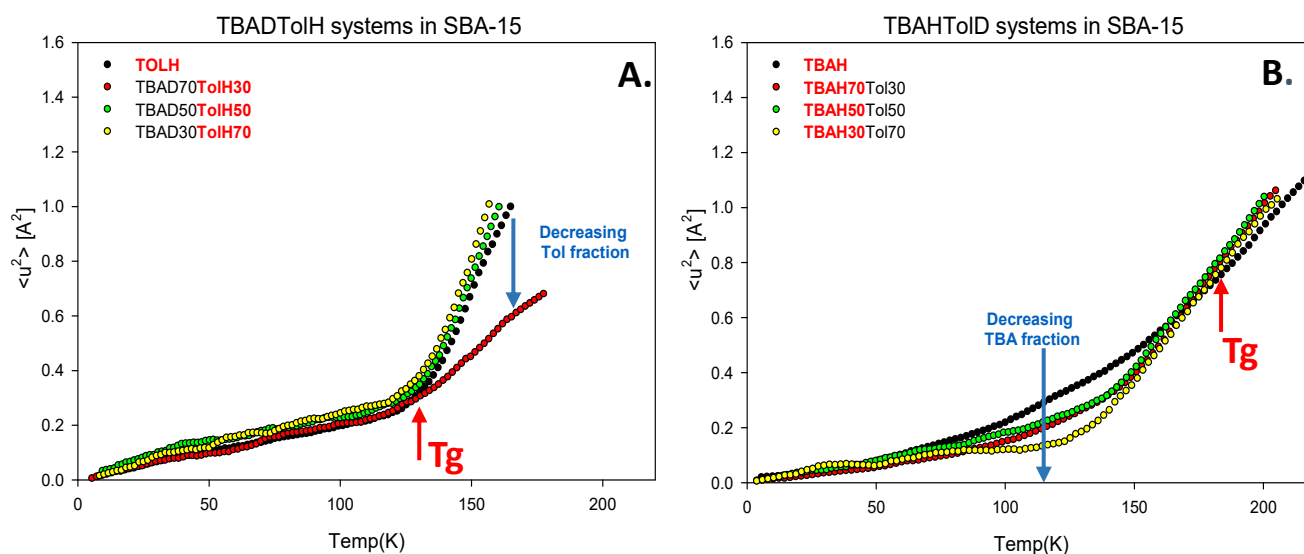 TBADTolH systems in SBA-15
A.
TOLH
TBAD70TolH30
TBAD50TolH50
TBAD30TolH70
1.6
1.4
1.2
1.0
0.8
0.6
0.4
0.2
0.0
<u²> [A²]
Decreasing
Tol fraction
Tg
0
50
100
150
200
Temp(K)
TBAHTolD systems in SBA-15
B.
TBAH
TBAH70Tol30
TBAH50Tol50
TBAH30Tol70
1.6
1.4
1.2
1.0
0.8
0.6
0.4
0.2
0.0
<u²> [A²]
Decreasing
TBA fraction
Tg
0
50
100
150
200
Temp(K)